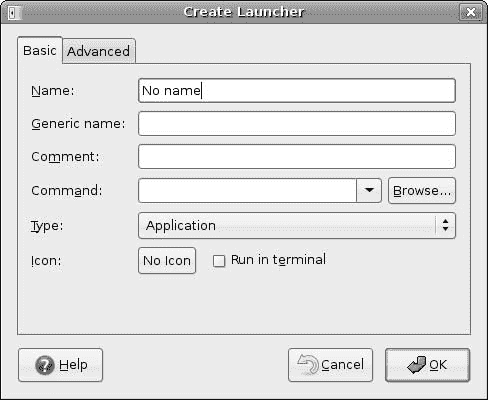 Create Launcher
Basic Advanced
Name: No name
Generic name:
Comment:
Command: Browse...
Type: Application
Icon: No Icon Run in terminal
Help Cancel OK